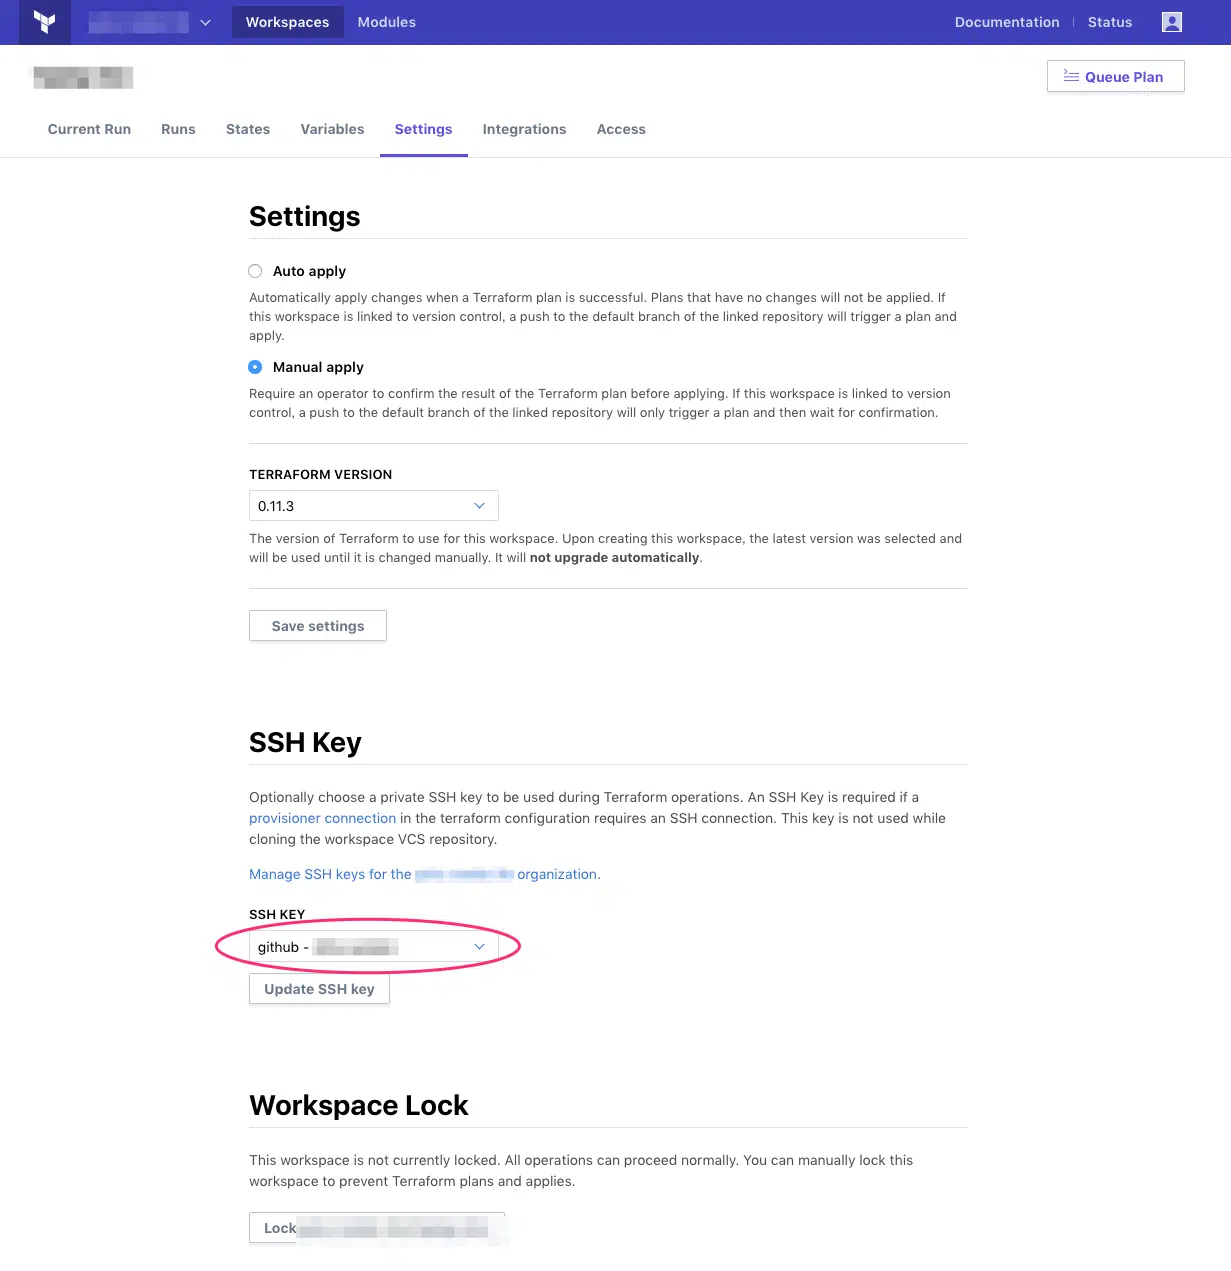 Workspaces Modules Documentation Status
Queue Plan
Current Run Runs States Variables Settings Integrations Access
Settings
Auto apply
Automatically apply changes when a Terraform plan is successful. Plans that have no changes will not be applied. If
this workspace is linked to version control, a push to the default branch of the linked repository will trigger a plan and
apply.
Manual apply
Require an operator to confirm the result of the Terraform plan before applying. If this workspace is linked to version
control, a push to the default branch of the linked repository will only trigger a plan and then wait for confirmation.
TERRAFORM VERSION
0.11.3
The version of Terraform to use for this workspace. Upon creating this workspace, the latest version was selected and
will be used until it is changed manually. It will not upgrade automatically.
Save settings
SSH Key
Optionally choose a private SSH key to be used during Terraform operations. An SSH Key is required if a
provisioner connection in the terraform configuration requires an SSH connection. This key is not used while
cloning the workspace VCS repository.
Manage SSH keys for the organization.
SSH KEY
github -
Update SSH key
Workspace Lock
This workspace is not currently locked. All operations can proceed normally. You can manually lock this
workspace to prevent Terraform plans and applies.
Lock